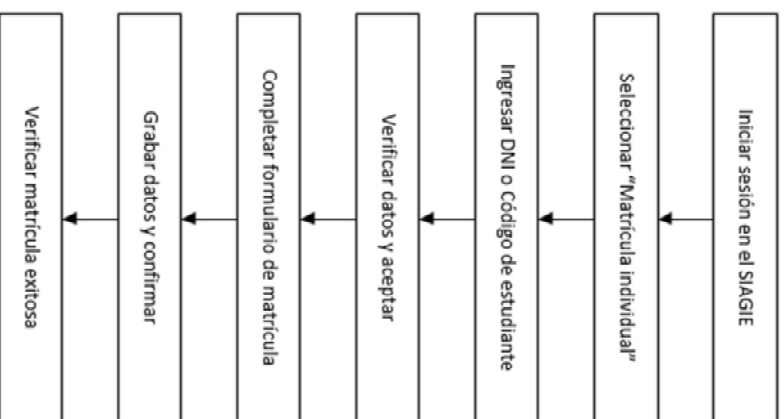 Iniciar sesión en el SIAGIE
Seleccionar “Matrícula individual”
Ingresar DNI o Código de estudiante
Verificar datos y aceptar
Completar formulario de matrícula
Grabar datos y confirmar
Verificar matrícula exitosa